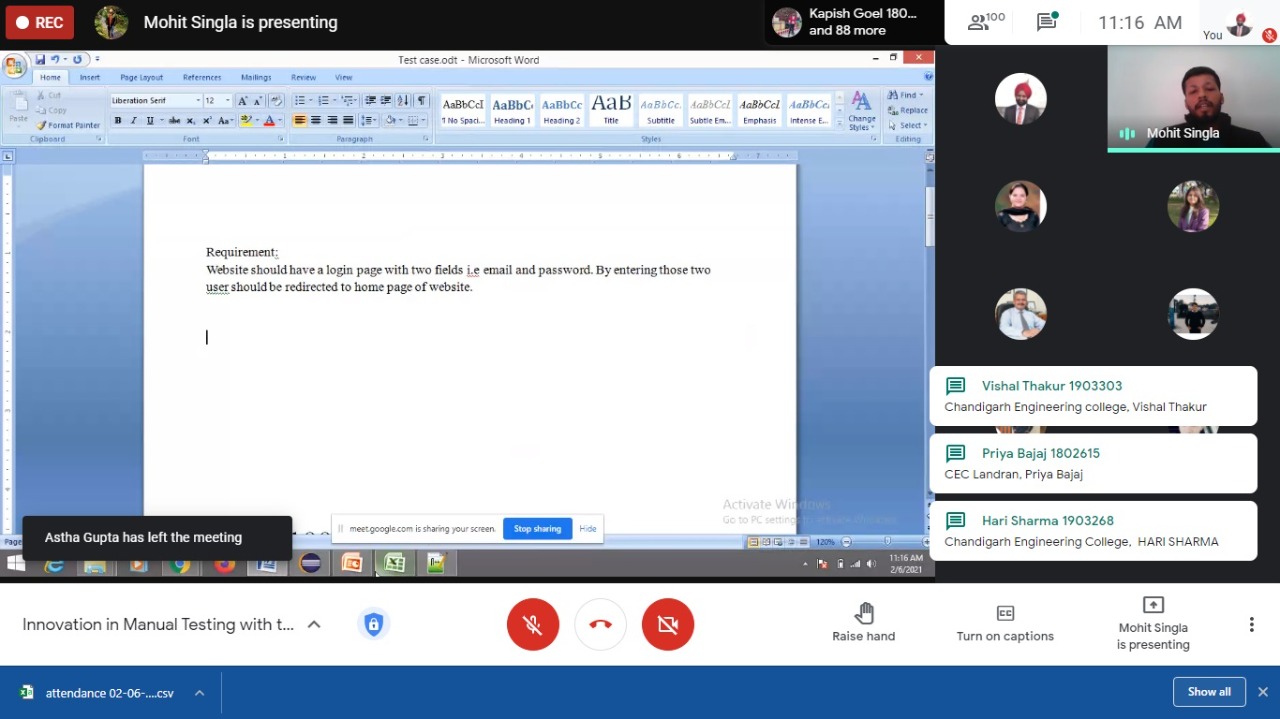 REC
Mohit Singla is presenting
Kapish Goel 180...
and 88 more
100
11:16 AM
You
Test case.odt - Microsoft Word
Home Insert Page Layout References Mailings Review View
Paste
Cut
Copy
Format Painter
Clipboard
Liberation Serif 12
Font
Paragraph
AaBbCcI AaBbCc AaBbCc AaB AaBbCc. AaBbCcL AaBbCcL AaBbCc.
¶ No Spaci... Heading 1 Heading 2 Title Subtitle Subtle Em... Emphasis Intense E...
Change
Styles
Styles
Find
Replace
Select
Editing
Mohit Singla
Requirement:
Website should have a login page with two fields i.e email and password. By entering those two
user should be redirected to home page of website.
Vishal Thakur 1903303
Chandigarh Engineering college, Vishal Thakur
Priya Bajaj 1802615
CEC Landran, Priya Bajaj
Hari Sharma 1903268
Chandigarh Engineering College, HARI SHARMA
Activate Windows
Go to PC settings to activate Windows.
meet.google.com is sharing your screen. Stop sharing Hide
Astha Gupta has left the meeting
120%
11:16 AM
2/6/2021
Innovation in Manual Testing with t...
Raise hand
Turn on captions
Mohit Singla
is presenting
attendance 02-06-....csv
Show all